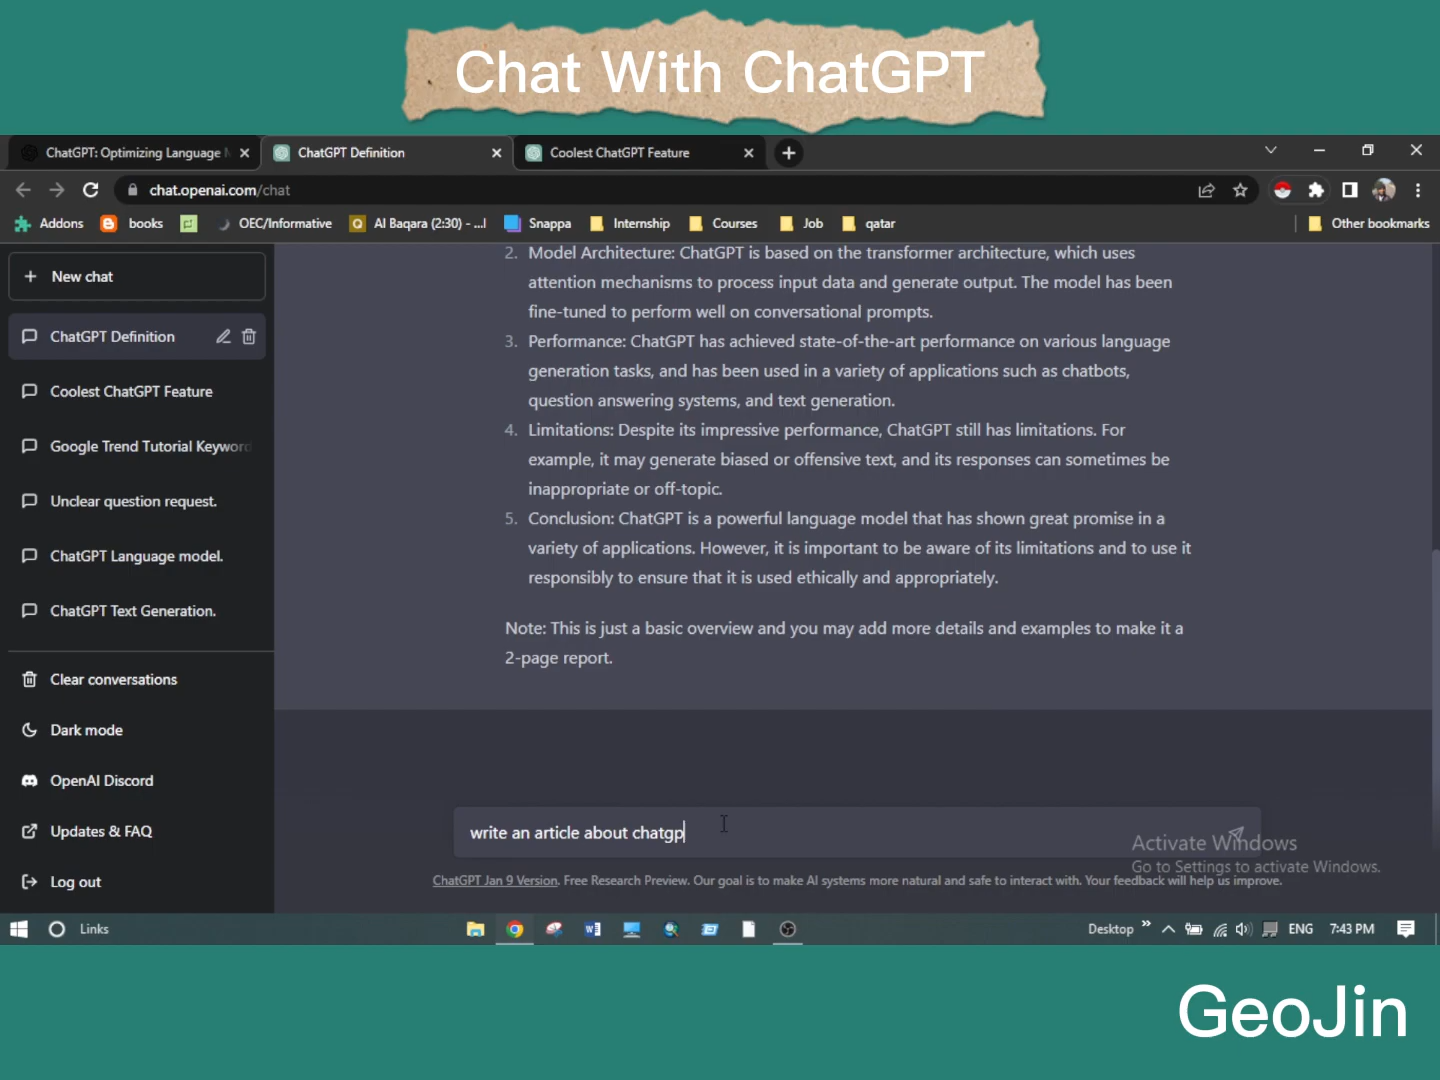 Chat With ChatGPT
ChatGPT: Optimizing Language
ChatGPT Definition
Coolest ChatGPT Feature
chat.openai.com/chat
Addons
books
OEC/Informative
Al Baqara (2:30) - ...l
Snappa
Internship
Courses
Job
qatar
Other bookmarks
New chat
ChatGPT Definition
Coolest ChatGPT Feature
Google Trend Tutorial Keyword
Unclear question request.
ChatGPT Language model.
ChatGPT Text Generation.
Clear conversations
Dark mode
OpenAI Discord
Updates & FAQ
Log out
2. Model Architecture: ChatGPT is based on the transformer architecture, which uses
attention mechanisms to process input data and generate output. The model has been
fine-tuned to perform well on conversational prompts.
3. Performance: ChatGPT has achieved state-of-the-art performance on various language
generation tasks, and has been used in a variety of applications such as chatbots,
question answering systems, and text generation.
4. Limitations: Despite its impressive performance, ChatGPT still has limitations. For
example, it may generate biased or offensive text, and its responses can sometimes be
inappropriate or off-topic.
5. Conclusion: ChatGPT is a powerful language model that has shown great promise in a
variety of applications. However, it is important to be aware of its limitations and to use it
responsibly to ensure that it is used ethically and appropriately.
Note: This is just a basic overview and you may add more details and examples to make it a
2-page report.
write an article about chatgp
Activate Windows
Go to Settings to activate Windows.
ChatGPT Jan 9 Version. Free Research Preview. Our goal is to make AI systems more natural and safe to interact with. Your feedback will help us improve.
Links
Desktop
ENG
7:43 PM
GeoJin